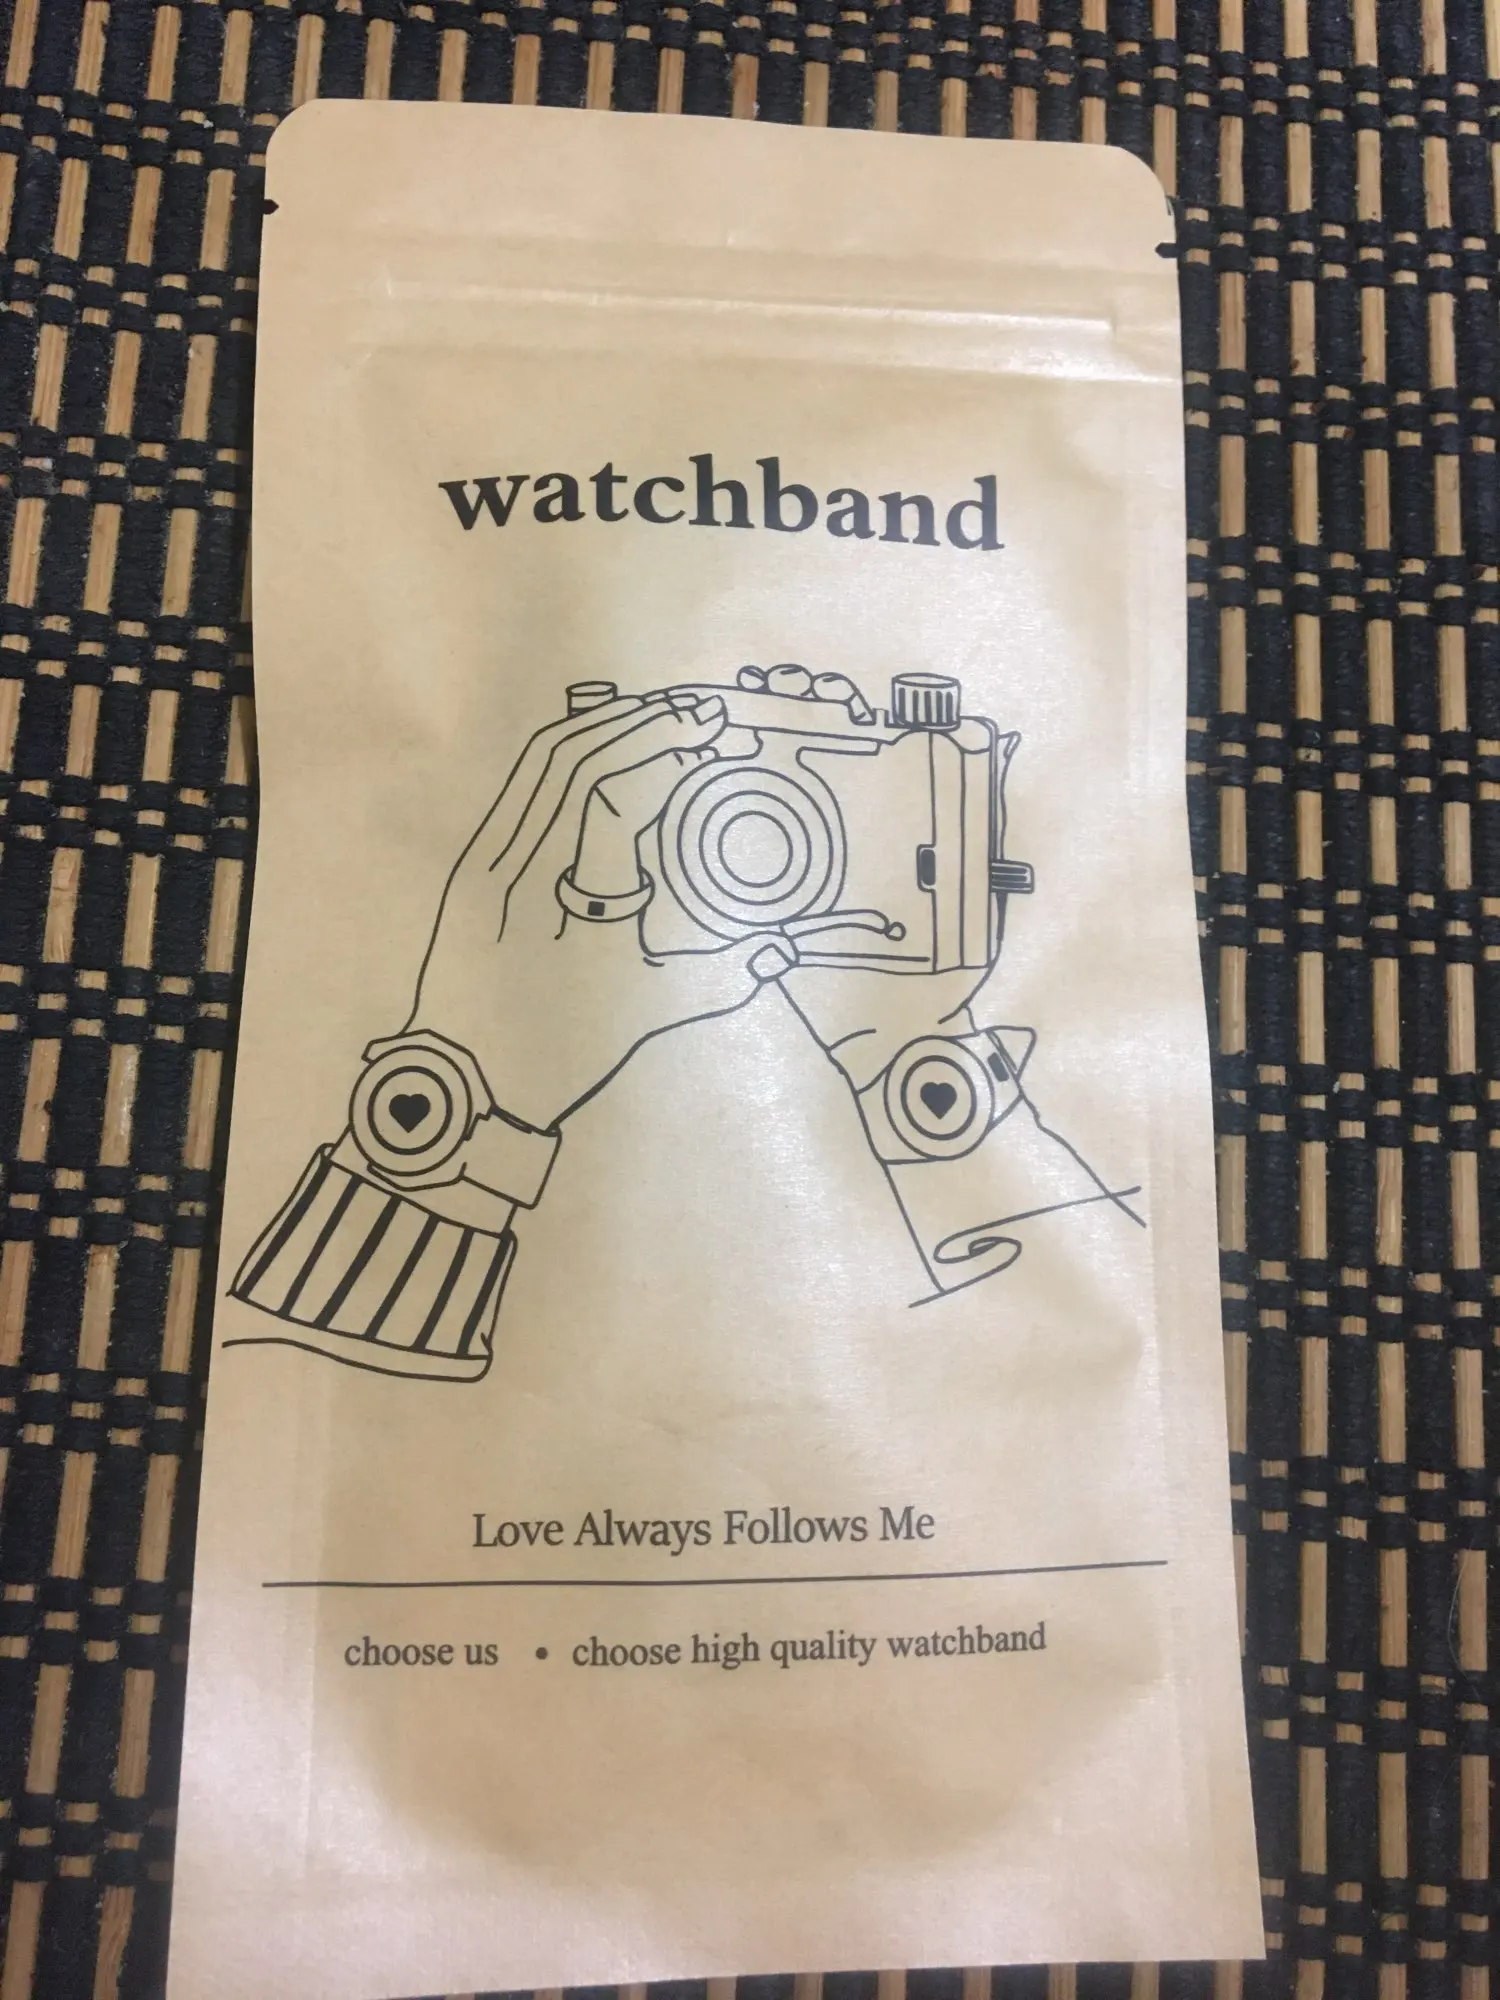 watchband
Love Always Follows Me
choose us • choose high quality watchband